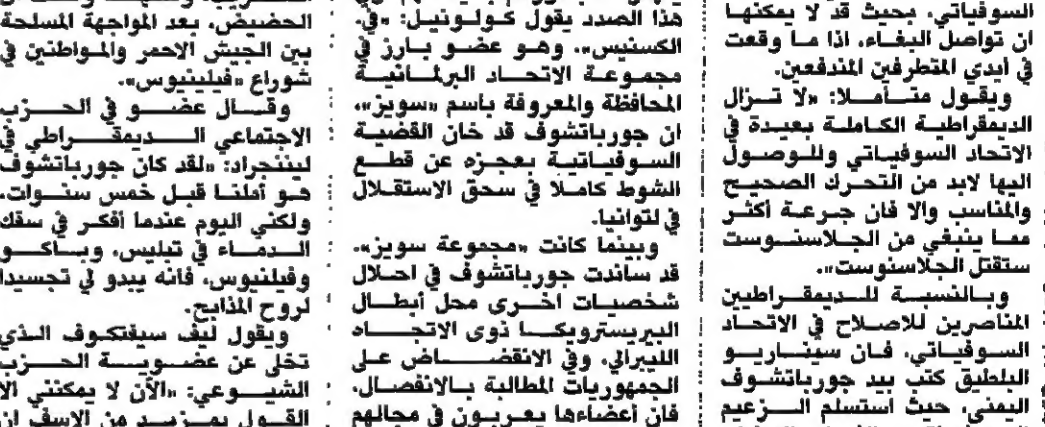 السوفياتي، بحيث قد لا يمكنها
ان تواصل البغاء، اذا ما وقعت
في أيدي المتطرفين المندفعين.
ويقول متأملا: «لا تزال
الديمقراطية الكاملة بعيدة في
الاتحاد السوفياتي وللوصول
اليها لابد من التحرك الصحيح
والمناسب والا فان جرعة أكثر
مما ينبغي من الجلاسنوست
ستقتل الجلاسنوست».
وبالنسبة للديمقراطيين
المناصرين للاصلاح في الاتحاد
السوفياتي، فان سيناريو
البلطيق كتب بيد جورباتشوف
اليمنى، حيث استسلم الزعيم
هذا الصدد يقول كولونيل: «في.
الكسنيس»، وهو عضو بارز في
مجموعة الاتحاد البرلمانية
المحافظة والمعروفة باسم «سويز»،
ان جورباتشوف قد خان القضية
السوفياتية بعجزه عن قطع
الشوط كاملا في سحق الاستقلال
في لتوانيا.
وبينما كانت «مجموعة سويز»،
قد ساندت جورباتشوف في احلال
شخصيات اخرى محل أبطال
البيريسترويكا ذوى الاتجاه
الليبرالي، وفي الانقضاض على
الجمهوريات المطالبة بالانفصال،
فان أعضاءها يعربون في مجالهم
الحضيض، بعد المواجهة المسلحة
بين الجيش الاحمر والمواطنين في
شوراع «فيلينيوس».
وقال عضو في الحزب
الاجتماعي الديمقراطي في
ليننجراد: «لقد كان جورباتشوف
هو أملنا قبل خمس سنوات،
ولكني اليوم عندما أفكر في سفك
الدماء في تبليس، وباكو
وفيلنيوس، فانه يبدو لي تجسيدا
لروح المذابح.
ويقول ليف سيفتكوف الذي
تخلى عن عضوية الحزب
الشيوعي: «الآن لا يمكنني الا
القول بمزيد من الاسف ان